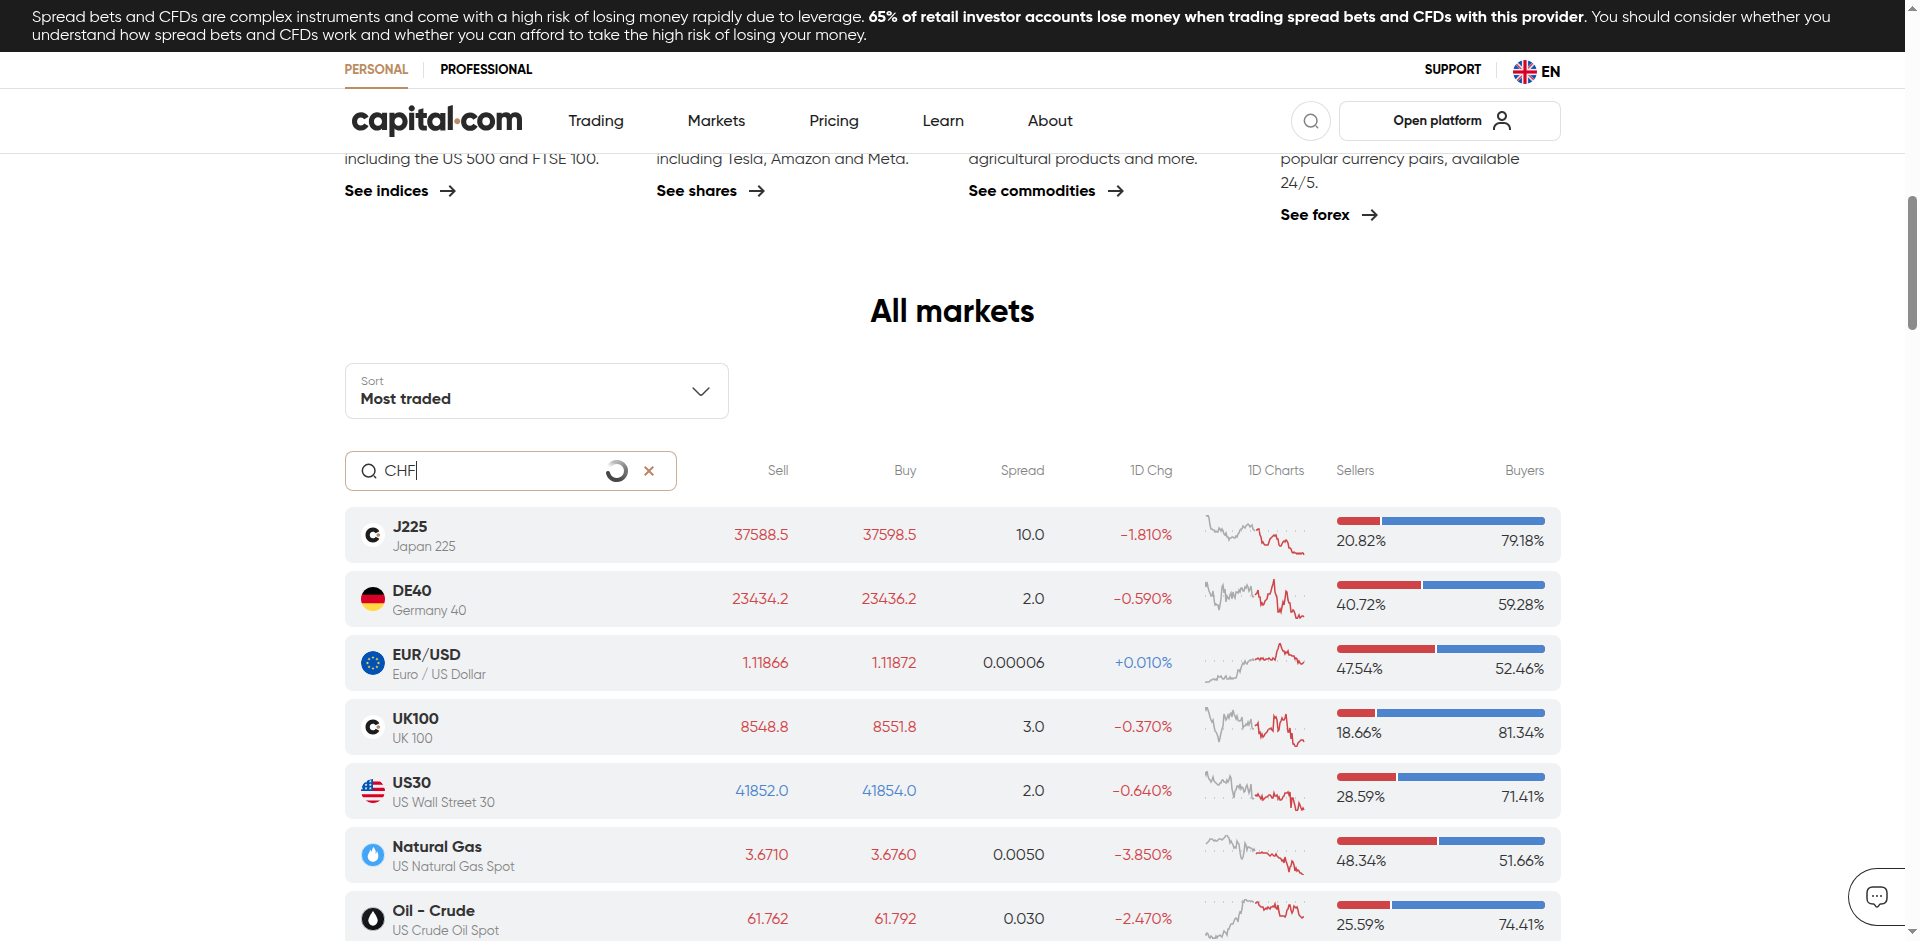 Spread bets and CFDs are complex instruments and come with a high risk of losing money rapidly due to leverage. 65% of retail investor accounts lose money when trading spread bets and CFDs with this provider. You should consider whether you
understand how spread bets and CFDs work and whether you can afford to take the high risk of losing your money.
PERSONAL PROFESSIONAL SUPPORT EN
capital.com Trading Markets Pricing Learn About Open platform
including the US 500 and FTSE 100. including Tesla, Amazon and Meta. agricultural products and more. popular currency pairs, available
24/5.
See indices See shares See commodities
See forex
All markets
Sort
Most traded
CHF Sell Buy Spread 1D Chg 1D Charts Sellers Buyers
J225
Japan 225
37588.5 37598.5 10.0 -1.810% 20.82% 79.18%
DE40
Germany 40
23434.2 23436.2 2.0 -0.590% 40.72% 59.28%
EUR/USD
Euro / US Dollar
1.11866 1.11872 0.00006 +0.010% 47.54% 52.46%
UK100
UK 100
8548.8 8551.8 3.0 -0.370% 18.66% 81.34%
US30
US Wall Street 30
41852.0 41854.0 2.0 -0.640% 28.59% 71.41%
Natural Gas
US Natural Gas Spot
3.6710 3.6760 0.0050 -3.850% 48.34% 51.66%
Oil - Crude
US Crude Oil Spot
61.762 61.792 0.030 -2.470% 25.59% 74.41%